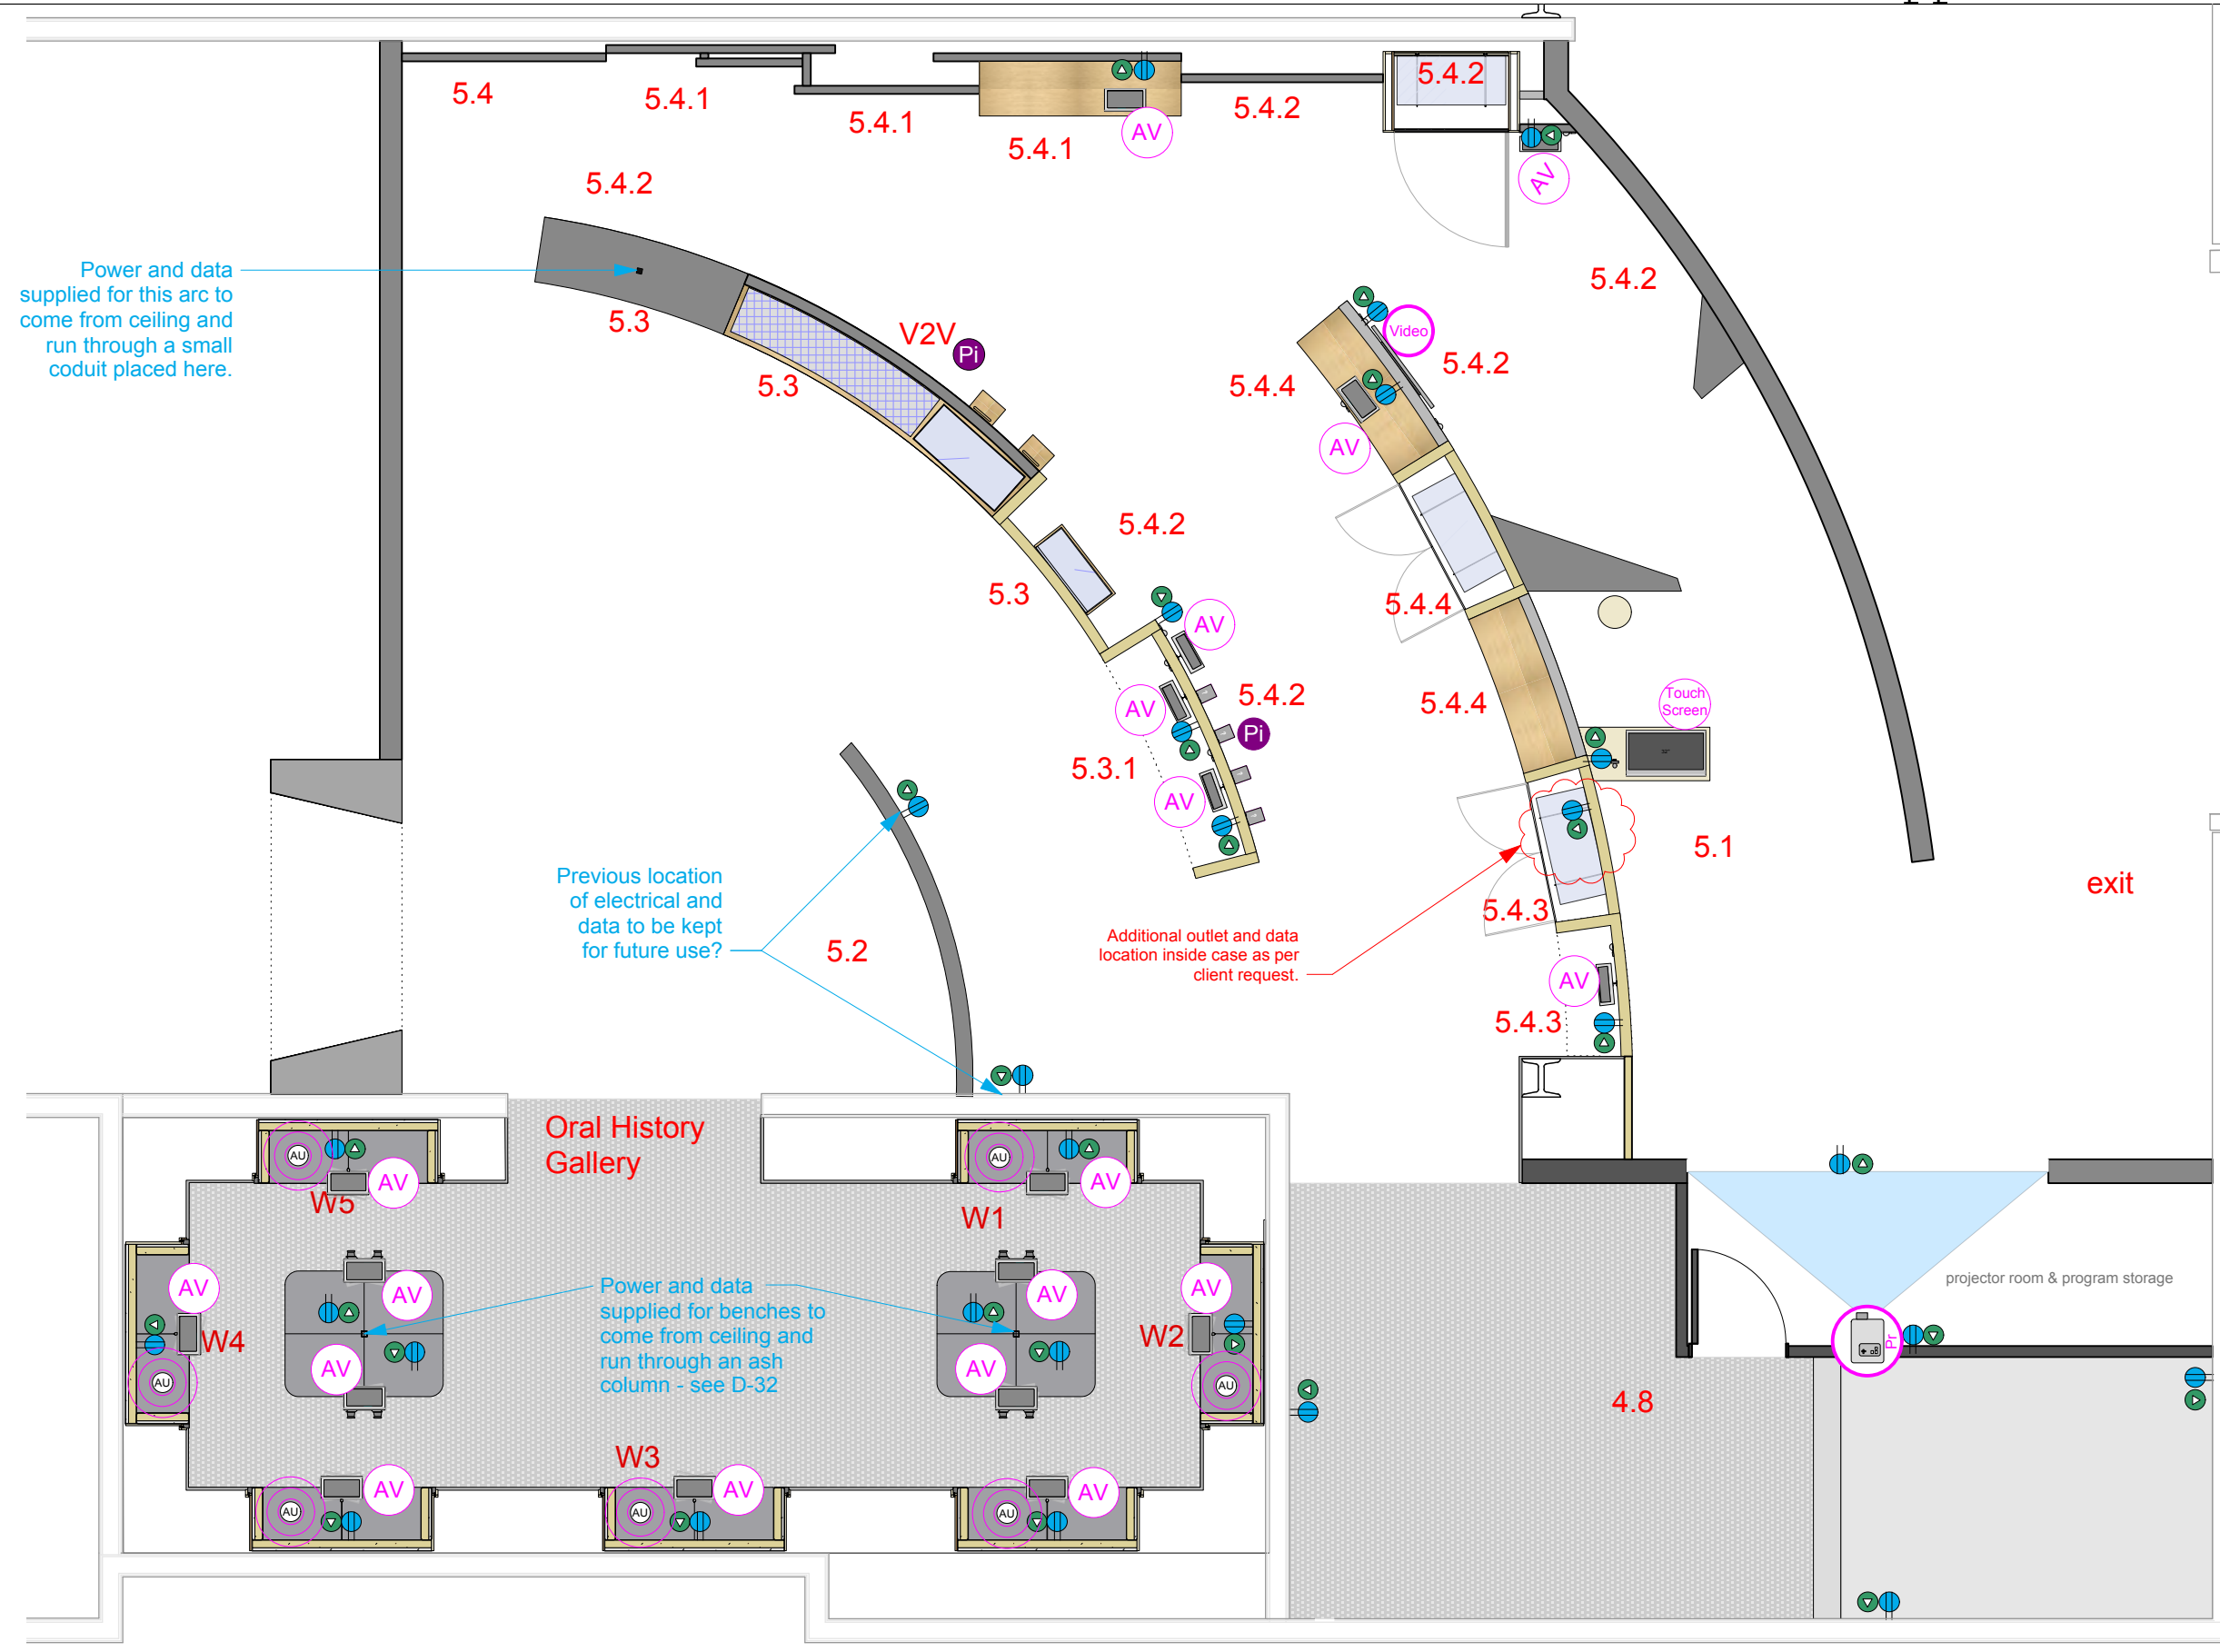 5.4
5.4.1
5.4.1
5.4.1
AV
5.4.2
5.4.2
AV
5.4.2
5.4.2
Power and data
supplied for this arc to
come from ceiling and
run through a small
coduit placed here.
5.3
V2V
Pi
5.3
Video
5.4.2
5.4.4
AV
5.4.2
5.3
5.4.4
AV
5.4.2
AV
Pi
5.3.1
AV
5.4.4
Touch
Screen
5.1
exit
Previous location
of electrical and
data to be kept
for future use?
5.2
Additional outlet and data
location inside case as per
client request.
5.4.3
AV
5.4.3
Oral History
Gallery
AU
AV
W5
AU
AV
W1
AV
W4
AU
AV
AV
Power and data
supplied for benches to
come from ceiling and
run through an ash
column - see D-32
AV
AV
AV
W2
AU
projector room & program storage
Pr
4.8
W3
AU
AV
AU
AV
AU
AV